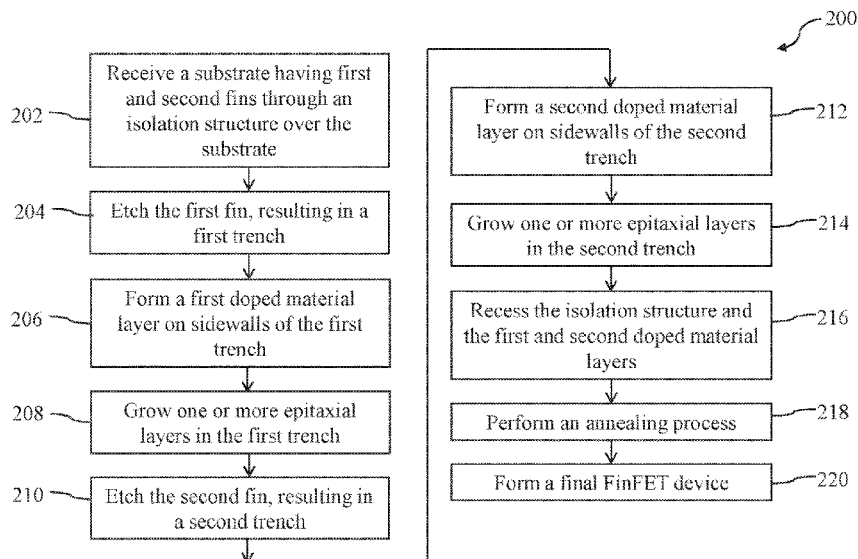 200
202
Receive a substrate having first
and second fins through an
isolation structure over the
substrate
204
Etch the first fin, resulting in a
first trench
206
Form a first doped material
layer on sidewalls of the first
trench
208
Grow one or more epitaxial
layers in the first trench
210
Etch the second fin, resulting in
a second trench
Form a second doped material
layer on sidewalls of the second
trench
212
Grow one or more epitaxial layers
in the second trench
214
Recess the isolation structure and
the first and second doped material
layers
216
Perform an annealing process
218
Form a final FinFET device
220